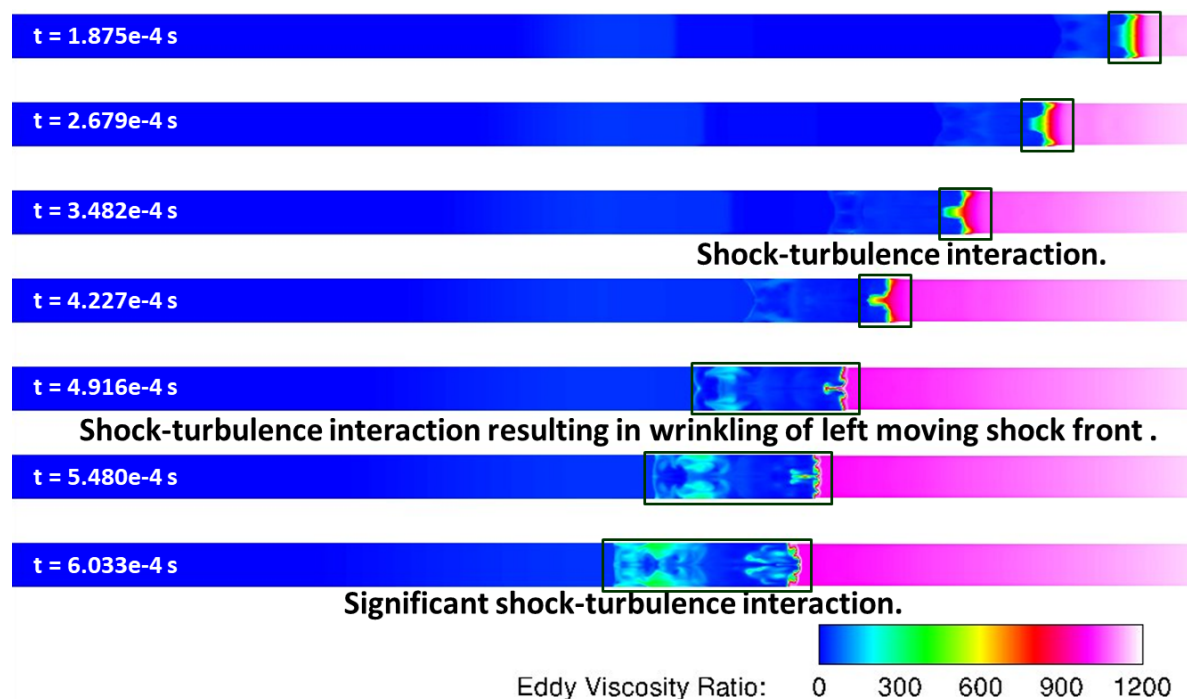 t = 1.875e-4 s
t = 2.679e-4 s
t = 3.482e-4 s
Shock-turbulence interaction.
t = 4.227e-4 s
t = 4.916e-4 s
Shock-turbulence interaction resulting in wrinkling of left moving shock front .
t = 5.480e-4 s
t = 6.033e-4 s
Significant shock-turbulence interaction.
Eddy Viscosity Ratio: 0 300 600 900 1200